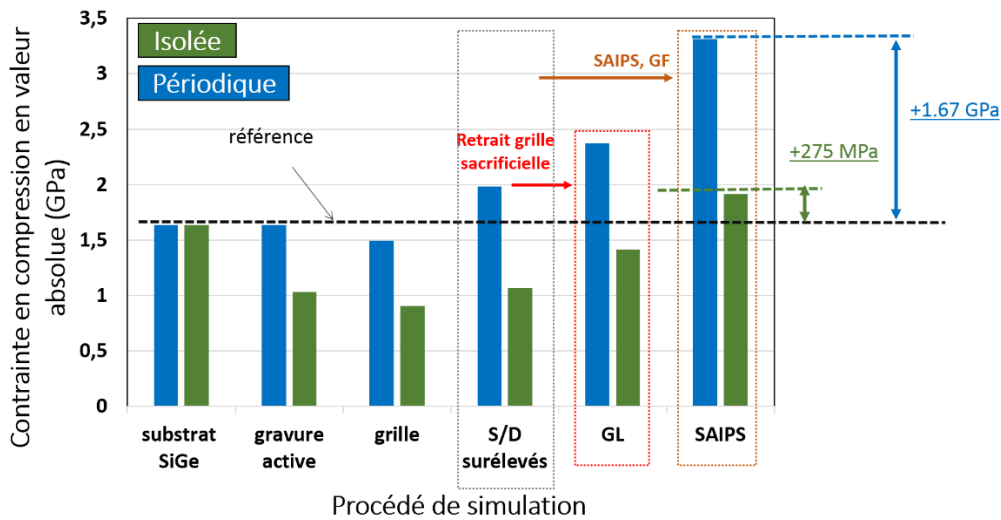 Contrainte en compression en valeur
absolue (GPa)
3,5
3
2,5
2
1,5
1
0,5
0
Isolée
Périodique
référence
Retrait grille
sacrificielle
SAIPS, GF
+275 MPa
+1.67 GPa
substrat
SiGe
gravure
active
grille
S/D
surélevés
GL
SAIPS
Procédé de simulation